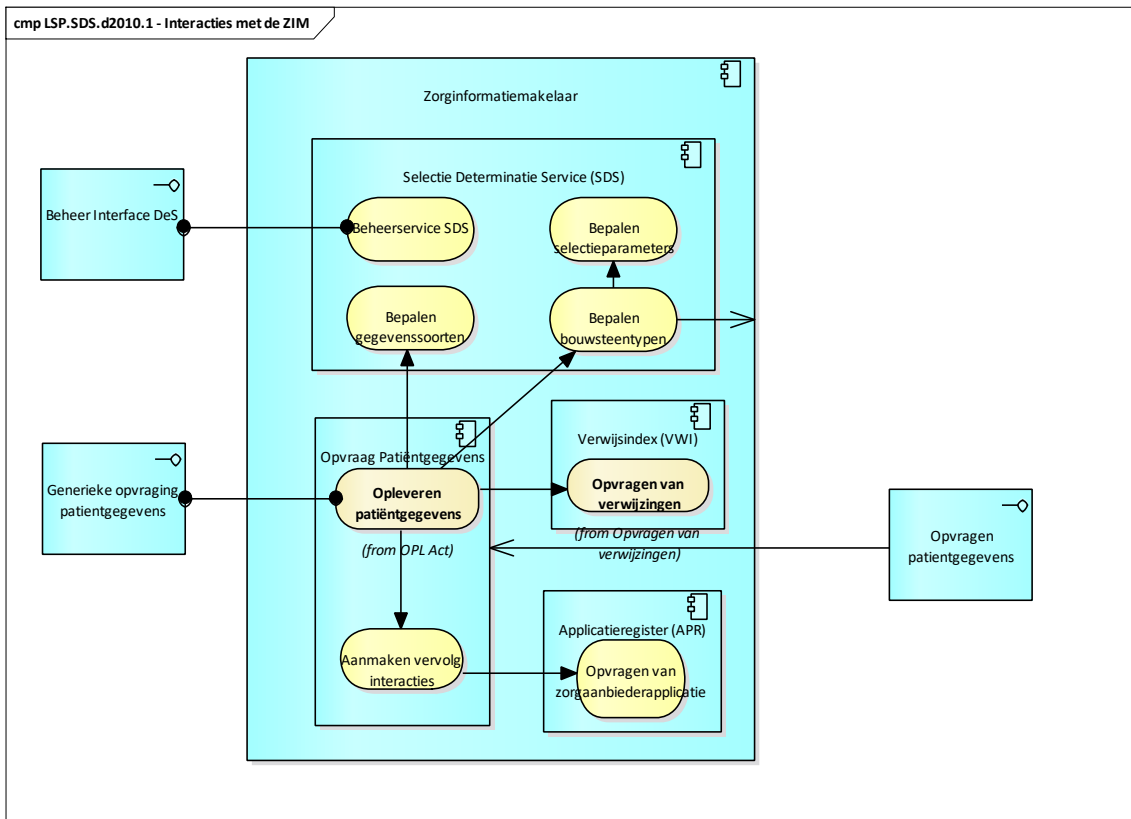 cmp LSP.SDS.d2010.1 - Interacties met de ZIM
Zorginformatiemakelaar
Selectie Determinatie Service (SDS)
Beheer Interface DeS
Beheerservice SDS
Bepalen
selectieparameters
Bepalen
gegevenssoorten
Bepalen
bouwsteentypen
Opvraag Patiëntgegevens
Verwijsindex (VWI)
Generieke opvraging
patientgegevens
Opleveren
patiëntgegevens
(from OPL Act)
Opvragen van
verwijzingen
(from Opvragen van
verwijzingen)
Opvragen
patientgegevens
Applicatieregister (APR)
Aanmaken vervolg
interacties
Opvragen van
zorgaanbiederapplicatie